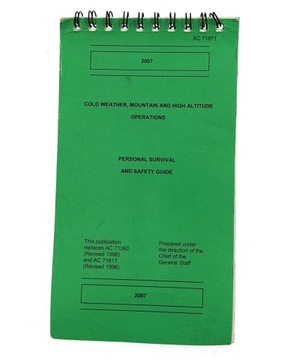 AC 71871
2007
COLD WEATHER, MOUNTAIN AND HIGH ALTITUDE
OPERATIONS
PERSONAL SURVIVAL
AND SAFETY GUIDE
This publication
replaces AC 71380
(Revised 1996)
and AC 71617
(Revised 1996)
Prepared under
the direction of the
Chief of the
General Staff
2007